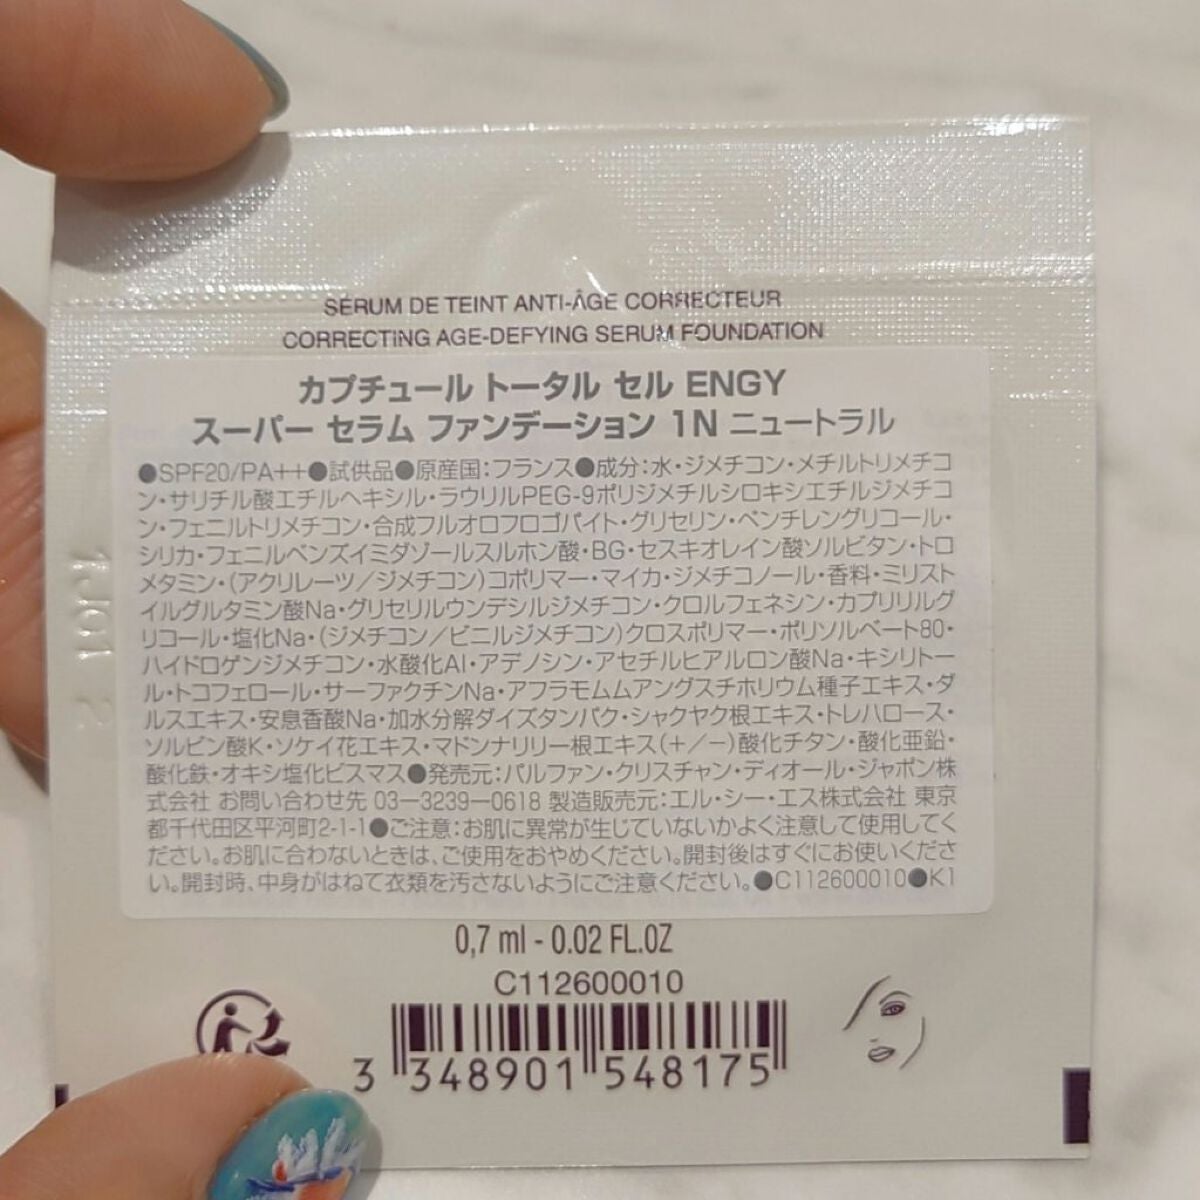 SÉRUM DE TEINT ANTI-ÂGE CORRECTEUR
CORRECTING AGE-DEFYING SERUM FOUNDATION
カプチュール トータル セル ENGY
スーパー セラム ファンデーション 1N ニュートラル
●SPF20/PA++●試供品●原産国：フランス●成分：水・ジメチコン・メチルトリメチコ
ン・サリチル酸エチルヘキシル・ラウリルPEG-9ポリジメチルシロキシエチルジメチコ
ン・フェニルトリメチコン・合成フルオロフロゴパイト・グリセリン・ペンチレングリコール・
シリカ・フェニルベンズイミダゾールスルホン酸・BG・セスキオレイン酸ソルビタン・トロ
メタミン・（アクリレーツ／ジメチコン）コポリマー・マイカ・ジメチコノール・香料・ミリスト
イルグルタミン酸Na・グリセリルウンデシルジメチコン・クロルフェネシン・カプリリルグ
リコール・塩化Na・（ジメチコン／ビニルジメチコン）クロスポリマー・ポリソルベート80・
ハイドロゲンジメチコン・水酸化Al・アデノシン・アセチルヒアルロン酸Na・キシリトー
ル・トコフェロール・サーファクチンNa・アフラモムムアングスチホリウム種子エキス・ダ
ルスエキス・安息香酸Na・加水分解ダイズタンパク・シャクヤク根エキス・トレハロース・
ソルビン酸K・ソケイ花エキス・マドンナリリー根エキス（＋／－）酸化チタン・酸化亜鉛・
酸化鉄・オキシ塩化ビスマス●発売元：パルファン・クリスチャン・ディオール・ジャポン株
式会社 お問い合わせ先 03―3239―0618 製造販売元：エル・シー・エス株式会社 東京
都千代田区平河町2-1-1●ご注意：お肌に異常が生じていないかよく注意して使用してく
ださい。お肌に合わないときは、ご使用をおやめください。開封後はすぐにお使いくださ
い。開封時、中身がはねて衣類を汚さないようにご注意ください。●C112600010●K1
0,7 ml - 0.02 FL.OZ
C112600010
3 348901 548175